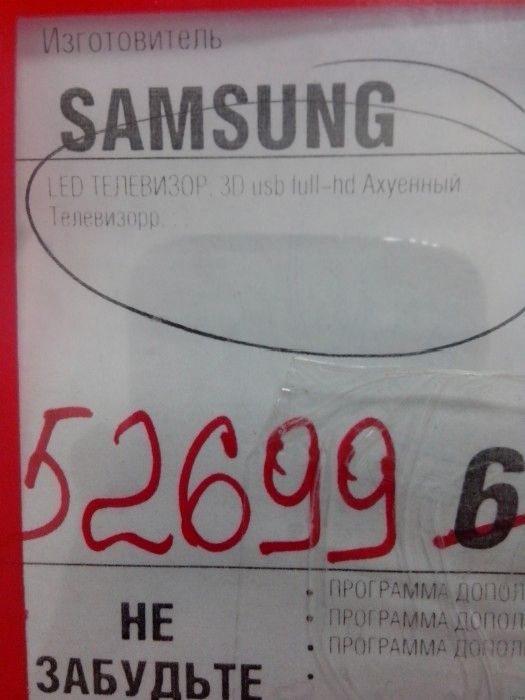 Изготовитель
SAMSUNG
LED ТЕЛЕВИЗОР, 3D usb full-hd Ахуенный
Телевизорр.
52699 6
НЕ
ЗАБУДЬТЕ
• ПРОГРАММА ДОПОЛ
• ПРОГРАММА ДОПОЛ
• ПРОГРАММА ДОПОЛ
•